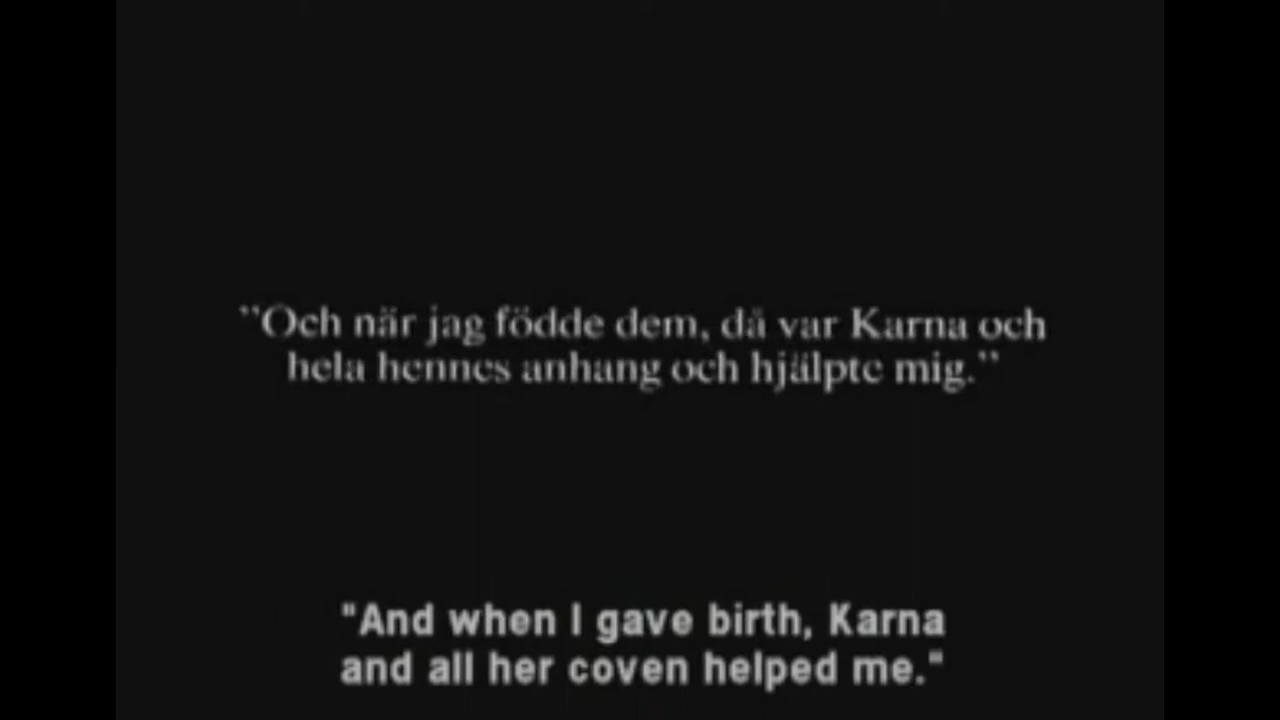 ”Och när jag födde dem, då var Karna och
hela hennes anhang och hjälpte mig.”
"And when I gave birth, Karna
and all her coven helped me."